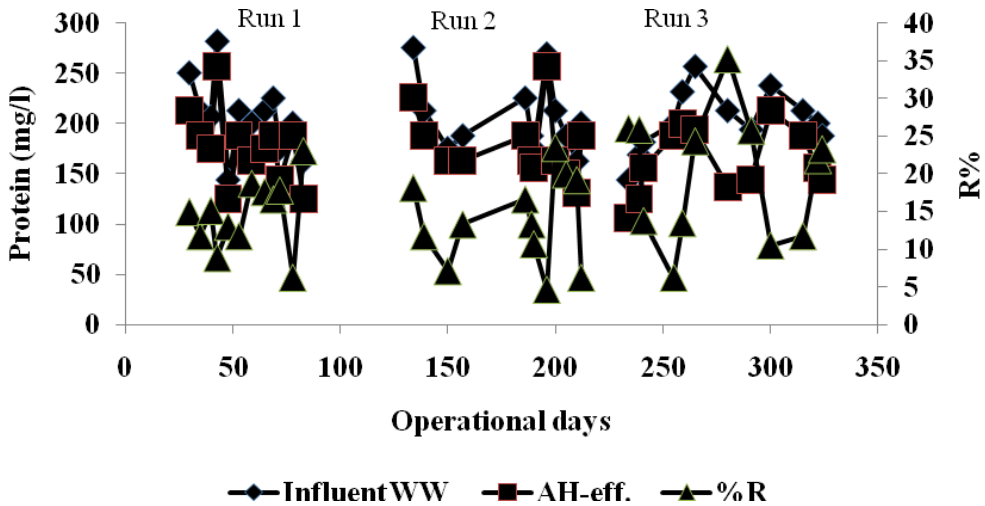 Run 1
Run 2
Run 3
Protein (mg/l)
300
250
200
150
100
50
0
40
35
30
25
20
15
10
5
0
R%
0
50
100
150
200
250
300
350
Operational days
Influent WW
AH-eff.
%R